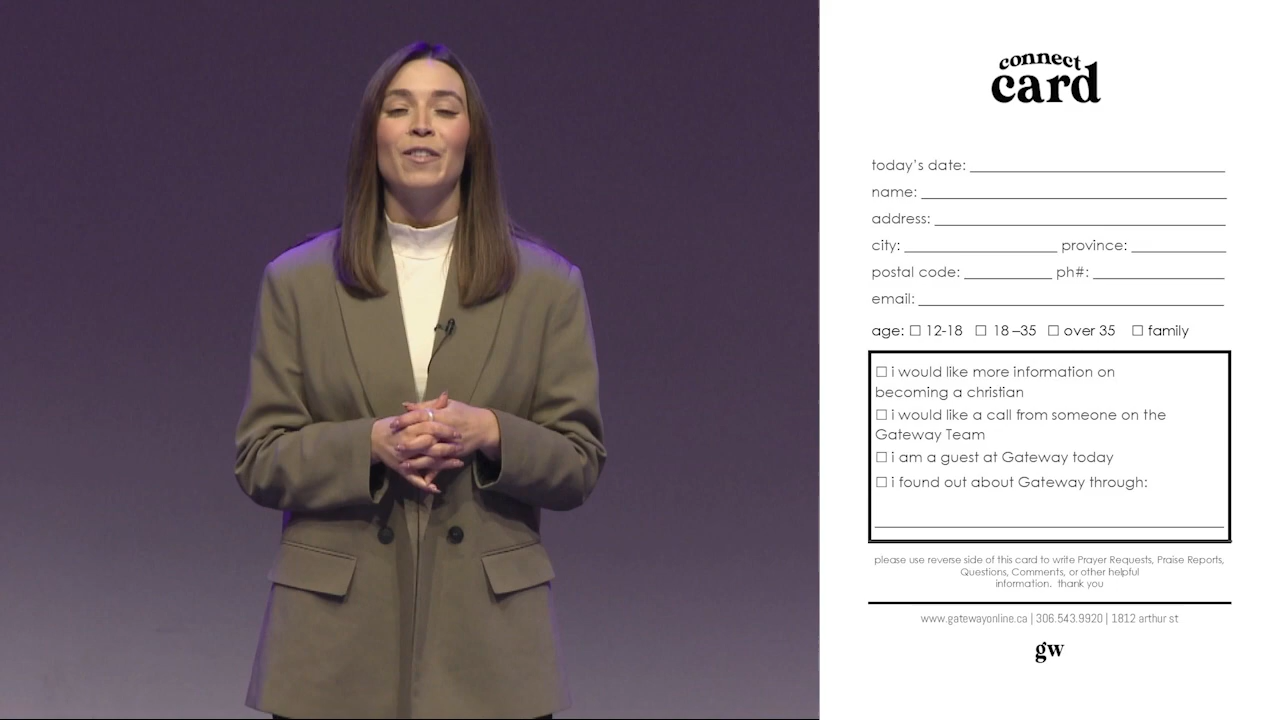 connect
card
today's date:
name:
address:
city: province:
postal code: ph#:
email:
age: ☐ 12-18 ☐ 18–35 ☐ over 35 ☐ family
☐ i would like more information on
becoming a christian
☐ i would like a call from someone on the
Gateway Team
☐ i am a guest at Gateway today
☐ i found out about Gateway through:
please use reverse side of this card to write Prayer Requests, Praise Reports,
Questions, Comments, or other helpful
information. thank you
www.gatewayonline.ca | 306.543.9920 | 1812 arthur st
gw